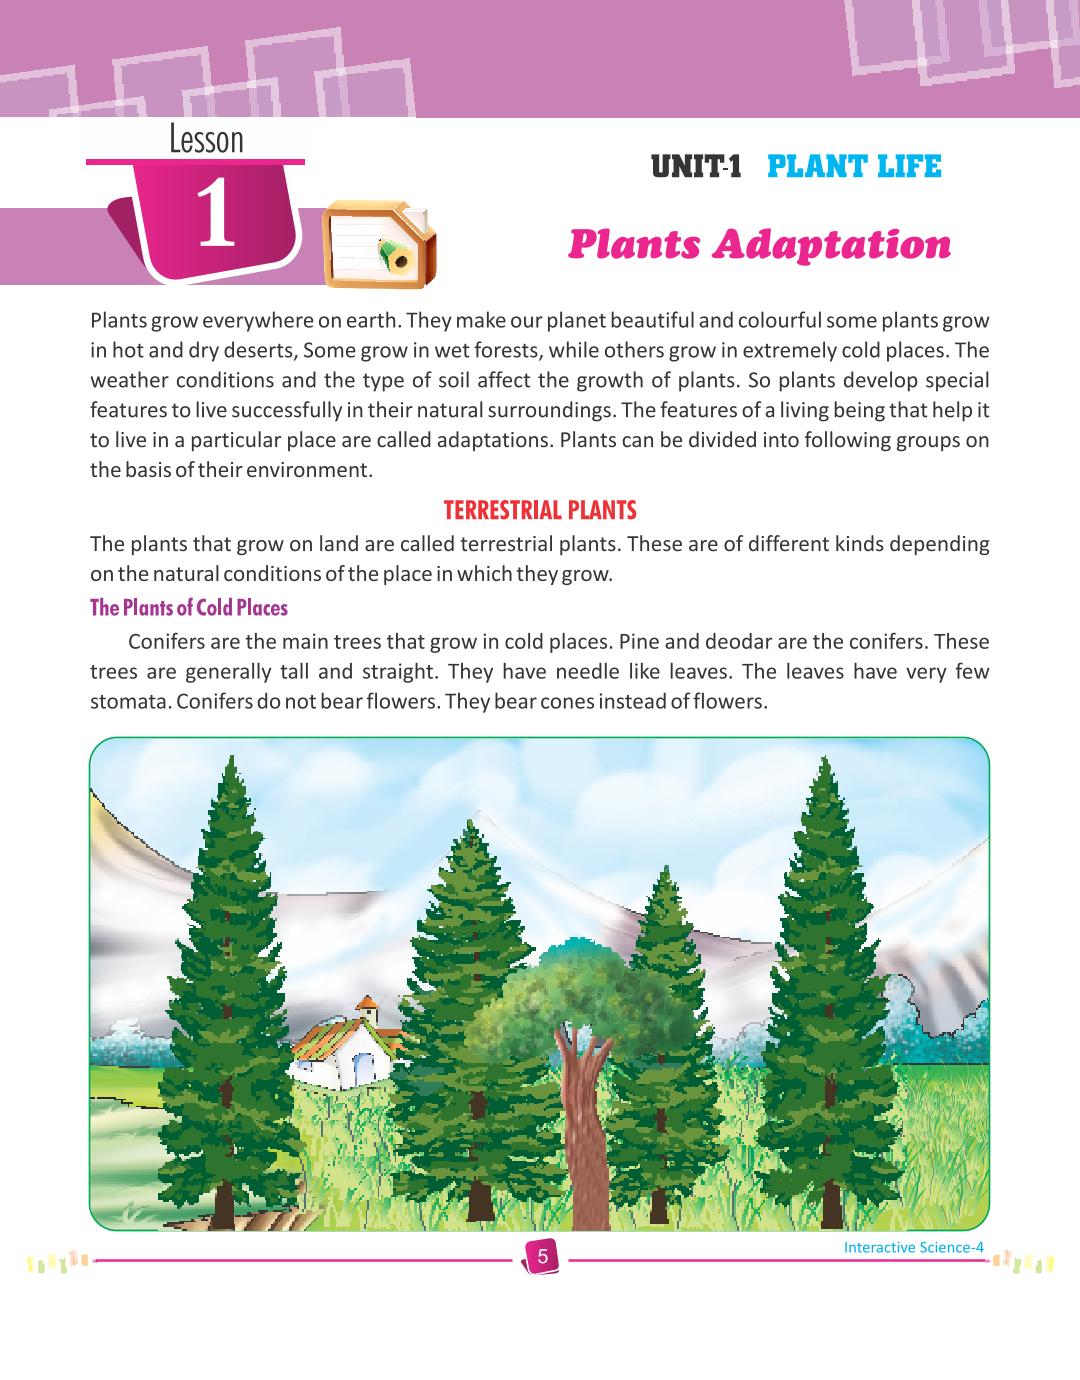 Lesson
1
UNIT-1 PLANT LIFE
Plants Adaptation
Plants grow everywhere on earth. They make our planet beautiful and colourful some plants grow
in hot and dry deserts, Some grow in wet forests, while others grow in extremely cold places. The
weather conditions and the type of soil affect the growth of plants. So plants develop special
features to live successfully in their natural surroundings. The features of a living being that help it
to live in a particular place are called adaptations. Plants can be divided into following groups on
the basis of their environment.
TERRESTRIAL PLANTS
The plants that grow on land are called terrestrial plants. These are of different kinds depending
on the natural conditions of the place in which they grow.
The Plants of Cold Places
Conifers are the main trees that grow in cold places. Pine and deodar are the conifers. These
trees are generally tall and straight. They have needle like leaves. The leaves have very few
stomata. Conifers do not bear flowers. They bear cones instead of flowers.
Interactive Science-4
5